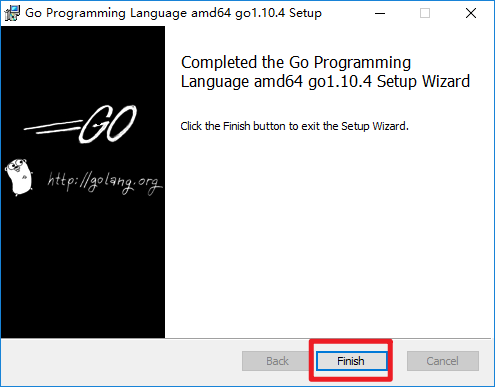 Go Programming Language amd64 go1.10.4 Setup
Completed the Go Programming
Language amd64 go1.10.4 Setup Wizard
Click the Finish button to exit the Setup Wizard.
GO
http://golang.org
Back
Finish
Cancel